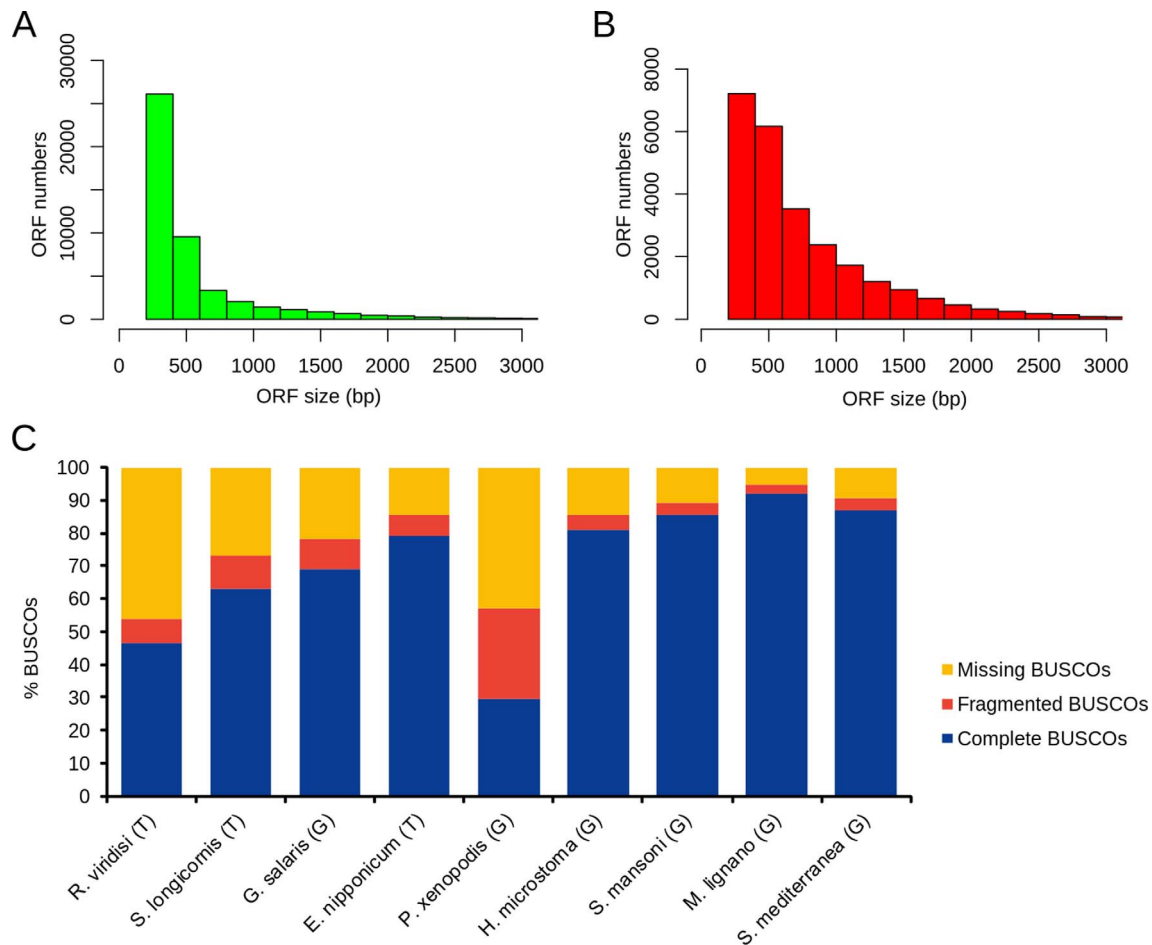 A
30000
20000
10000
0
ORF numbers
0 500 1000 1500 2000 2500 3000
ORF size (bp)
B
8000
6000
4000
2000
0
ORF numbers
0 500 1000 1500 2000 2500 3000
ORF size (bp)
C
100
90
80
70
60
50
40
30
20
10
0
% BUSCOs
R. viridisi (T)
S. longicornis (T)
G. salaris (G)
E. nipponicum (T)
P. xenopodis (G)
H. microstoma (G)
S. mansoni (G)
M. lignano (G)
S. mediterranea (G)
Missing BUSCOs
Fragmented BUSCOs
Complete BUSCOs